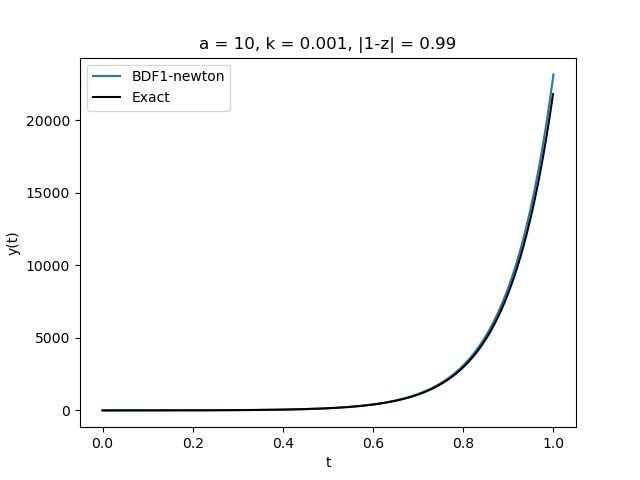 a = 10, k = 0.001, |1-z| = 0.99
BDF1-newton
Exact
20000
15000
10000
5000
0
y(t)
0.0 0.2 0.4 0.6 0.8 1.0
t